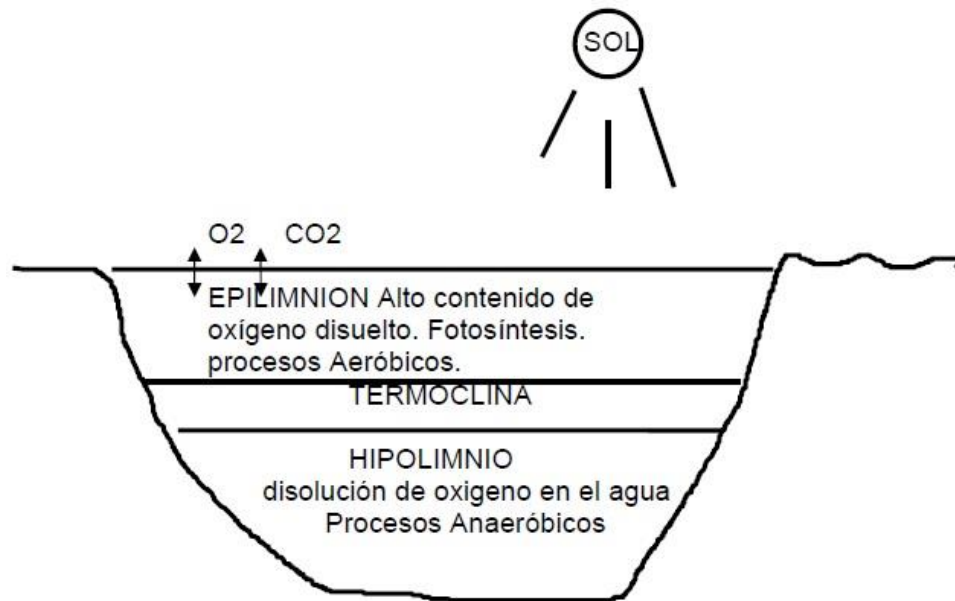 SOL
O2 CO2
EPILIMNION Alto contenido de
oxígeno disuelto. Fotosíntesis.
procesos Aeróbicos.
TERMOCLINA
HIPOLIMNIO
disolución de oxigeno en el agua
Procesos Anaeróbicos